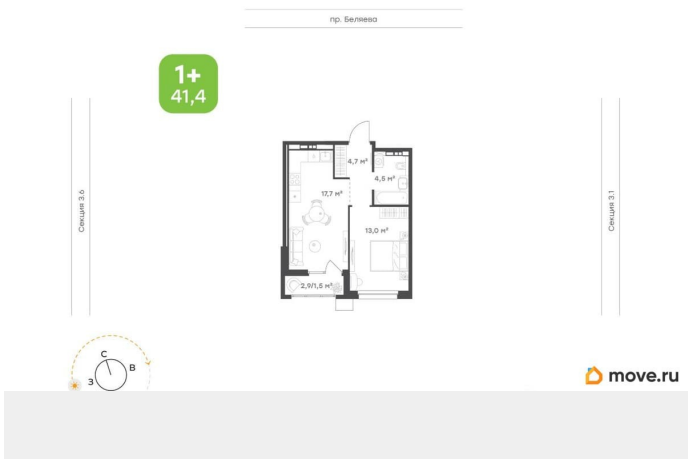 пр. Беляева
1+
41,4
4,7 м²
4,5 м²
17,7 м²
13,0 м²
2,9/1,5 м²
Секция 3.6
Секция 3.1
С
В
З
move.ru